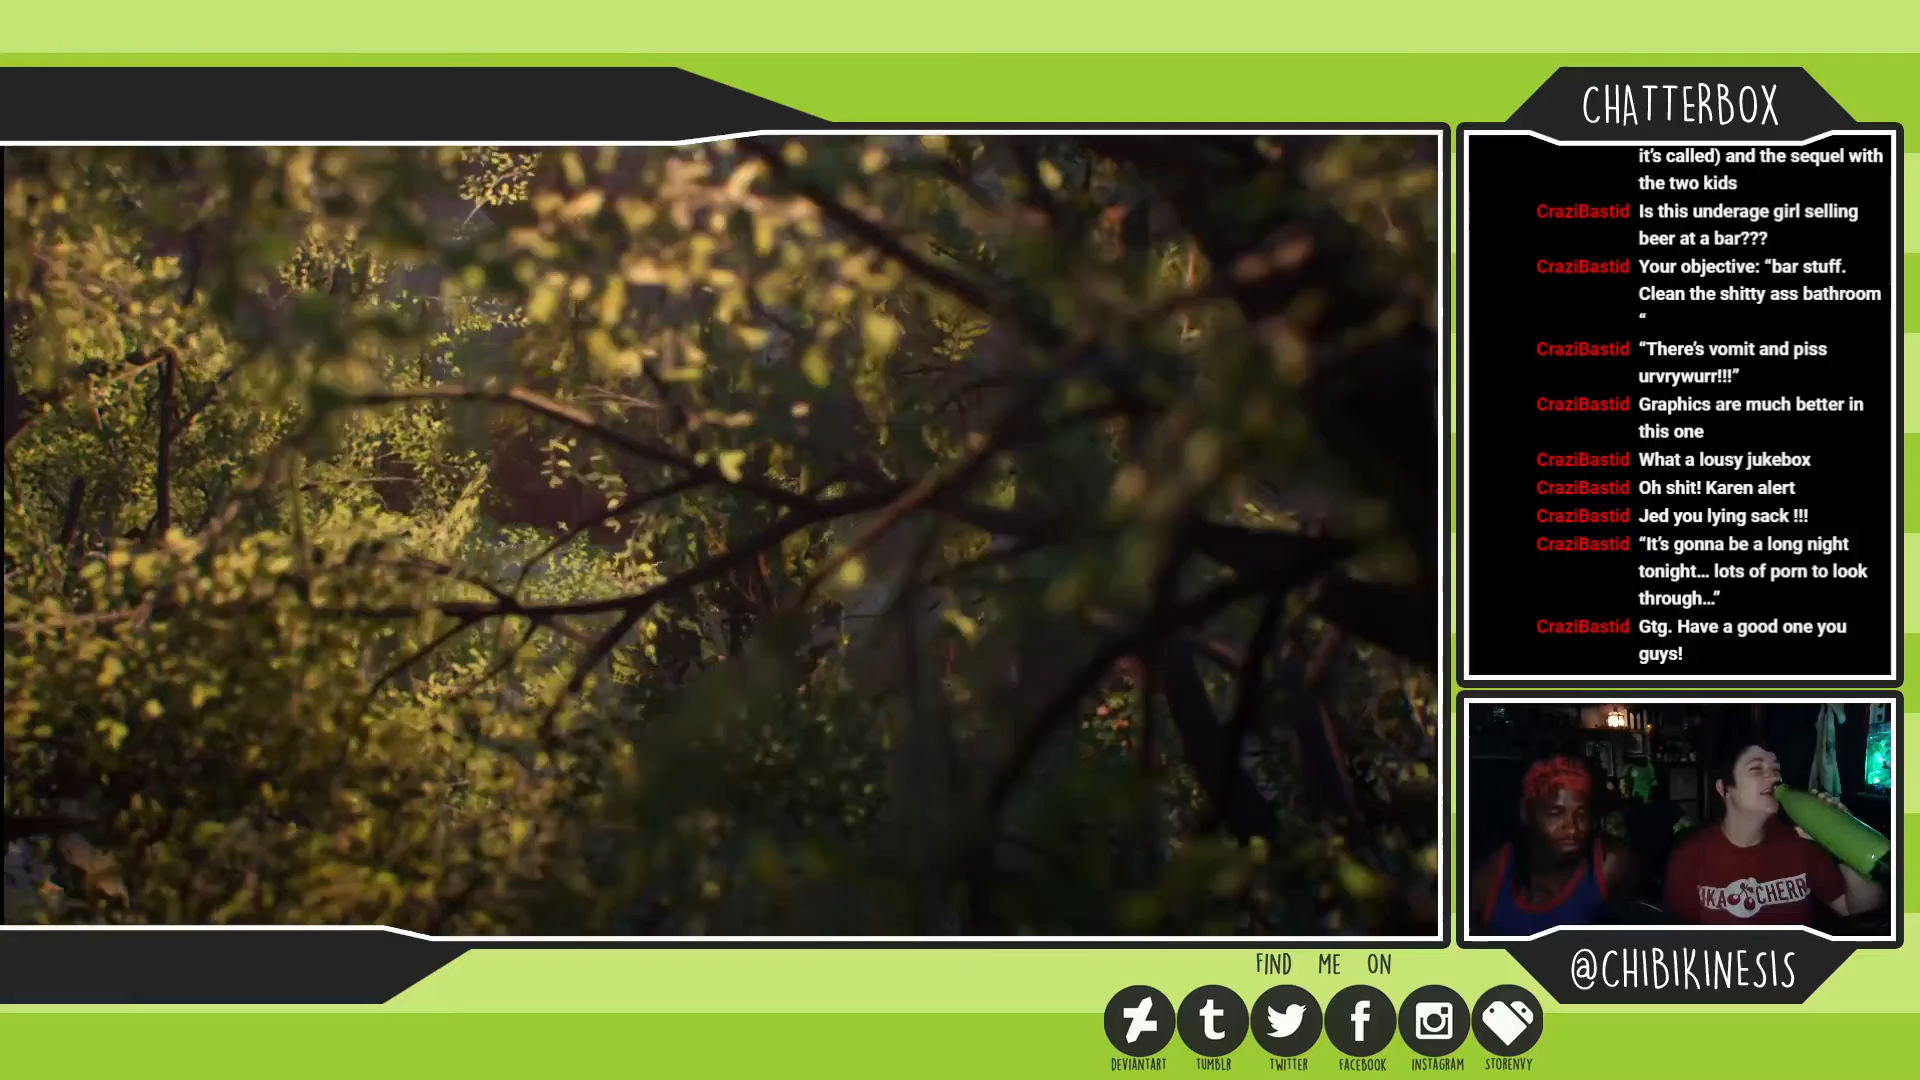 CHATTERBOX
it's called) and the sequel with
the two kids
CraziBastid Is this underage girl selling
beer at a bar???
CraziBastid Your objective: “bar stuff.
Clean the shitty ass bathroom
“
CraziBastid “There's vomit and piss
urvrywurr!!!”
CraziBastid Graphics are much better in
this one
CraziBastid What a lousy jukebox
CraziBastid Oh shit! Karen alert
CraziBastid Jed you lying sack !!!
CraziBastid “It's gonna be a long night
tonight... lots of porn to look
through...”
CraziBastid Gtg. Have a good one you
guys!
CHERR
@CHIBIKINESIS
FIND ME ON
DEVIANTART TUMBLR TWITTER FACEBOOK INSTAGRAM STORENVY